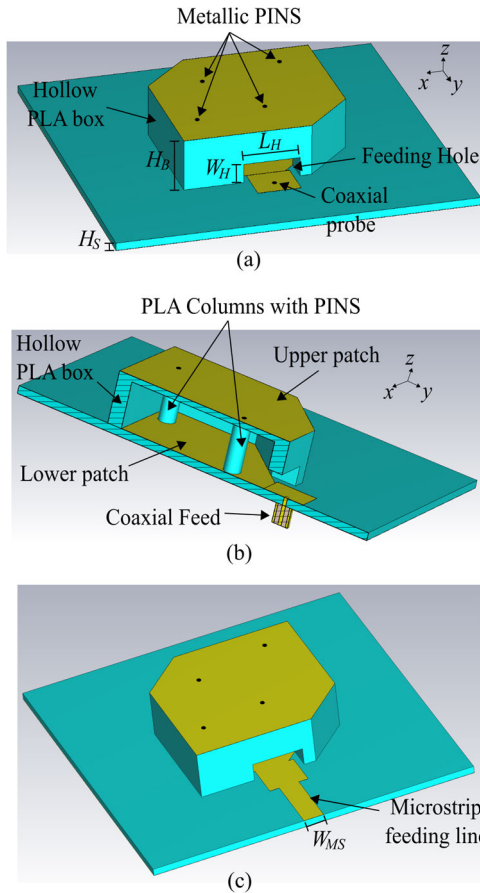 Metallic PINS
Hollow
PLA box
z
x
y
L_H
H_B
W_H
Feeding Hole
Coaxial
probe
H_S
(a)
PLA Columns with PINS
Hollow
PLA box
Upper patch
z
x
y
Lower patch
Coaxial Feed
(b)
Microstrip
feeding line
W_MS
(c)